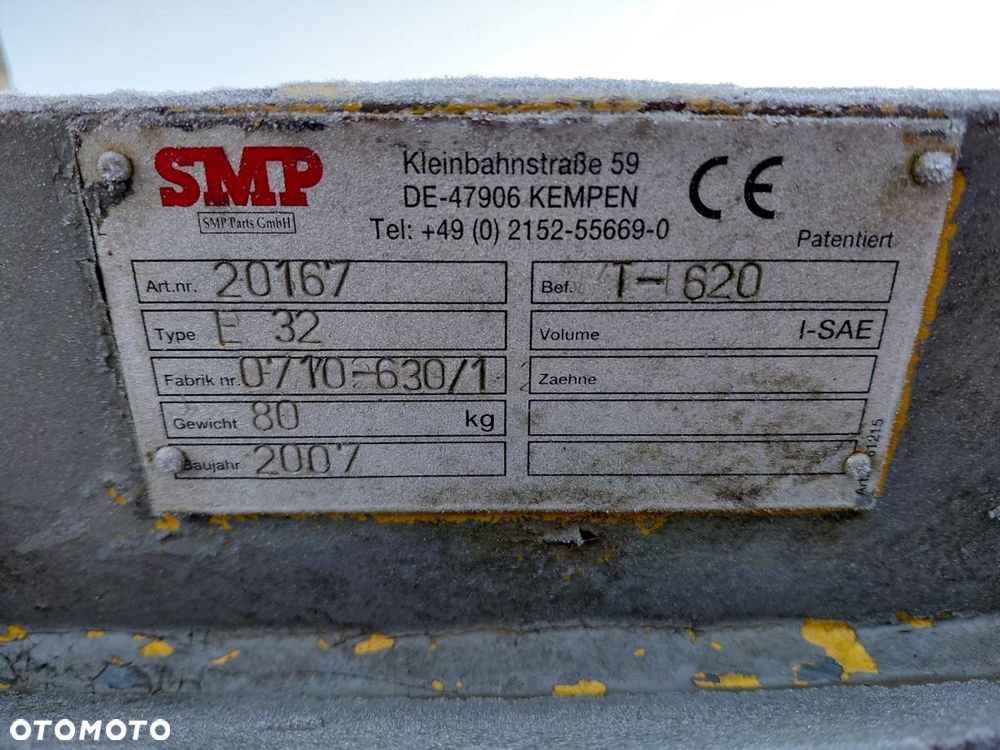 SMP
SMP Parts GmbH
Kleinbahnstraße 59
DE-47906 KEMPEN
Tel: +49 (0) 2152-55669-0
CE
Patentiert
Art.nr. 20167
Bef. T-620
Type E 32
Volume I-SAE
Fabrik nr. 0710-630/1
Zaehne
Gewicht 80 kg
Baujahr 2007
91215
OTOMOTO